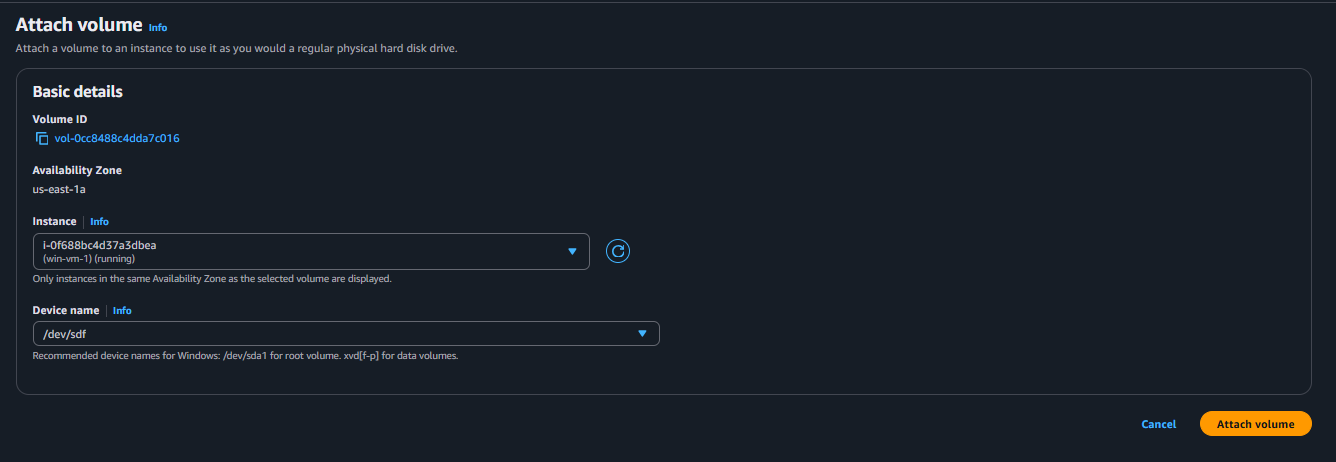 Attach volume Info
Attach a volume to an instance to use it as you would a regular physical hard disk drive.
Basic details
Volume ID
vol-0cc8488c4dda7c016
Availability Zone
us-east-1a
Instance Info
i-0f688bc4d37a3dbea
(win-vm-1) (running)
Only instances in the same Availability Zone as the selected volume are displayed.
Device name Info
/dev/sdf
Recommended device names for Windows: /dev/sda1 for root volume. xvd[f-p] for data volumes.
Cancel Attach volume